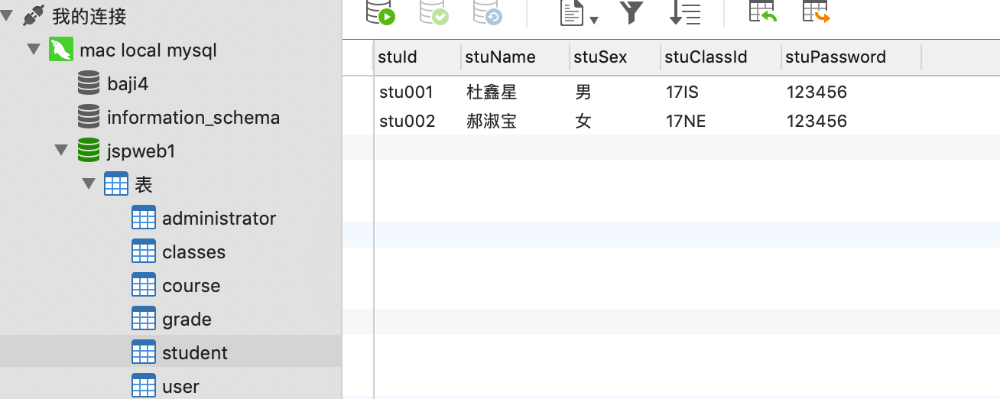 我的连接
mac local mysql
baji4
information_schema
jspweb1
表
administrator
classes
course
grade
student
user
stuId stuName stuSex stuClassId stuPassword
stu001 杜鑫星 男 17IS 123456
stu002 郝淑宝 女 17NE 123456